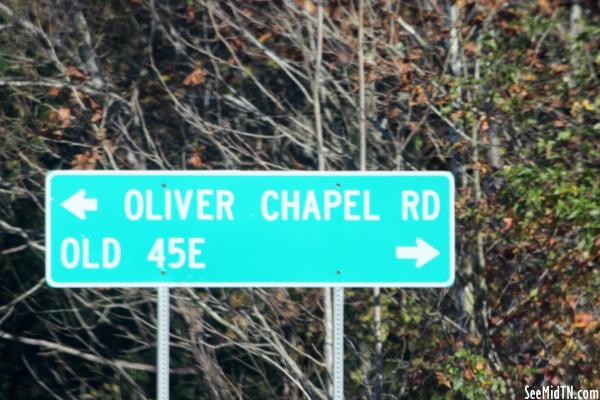 OLIVER CHAPEL RD
OLD 45E
SeeMidTN.com